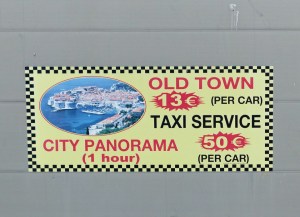 OLD TOWN
13€ (PER CAR)
TAXI SERVICE
CITY PANORAMA
(1 hour)
50€
(PER CAR)